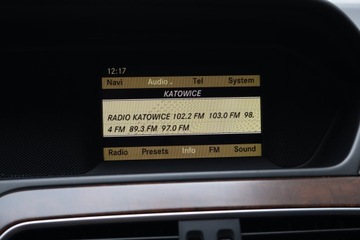 12:17
Navi Audio Tel System
KATOWICE
RADIO KATOWICE 102.2 FM 103.0 FM 98.
4 FM 89.3 FM 97.0 FM
Radio Presets Info FM Sound